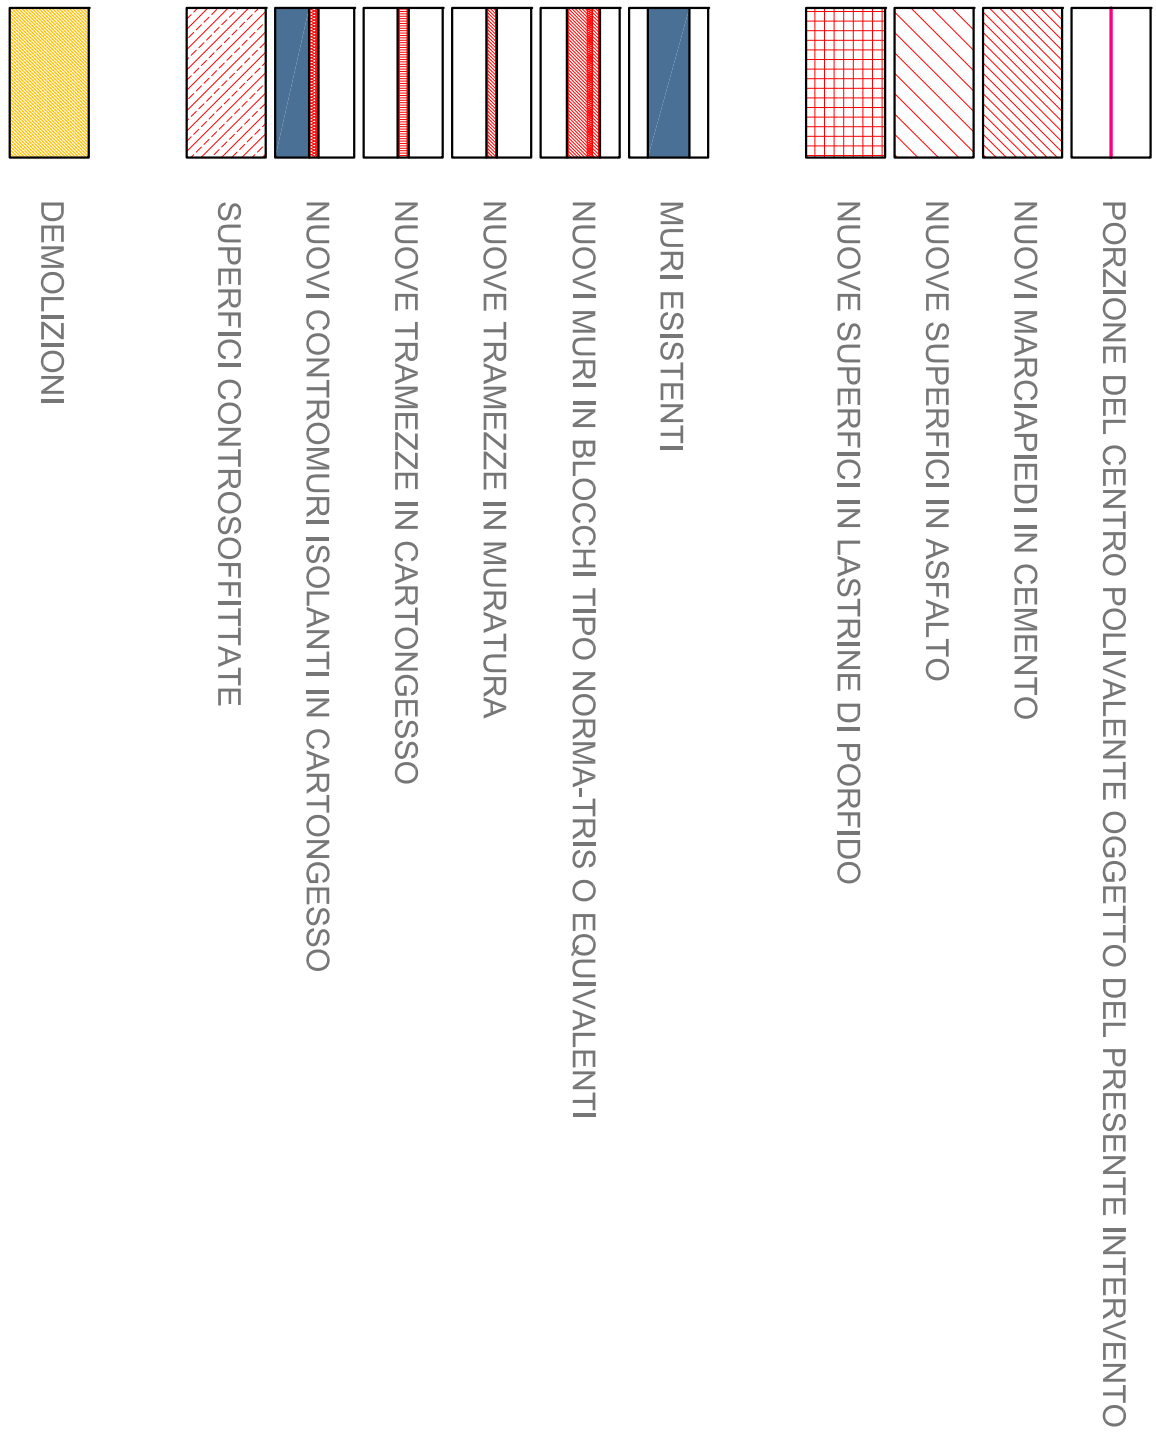 PORZIONE DEL CENTRO POLIVALENTE OGGETTO DEL PRESENTE INTERVENTO
NUOVI MARCIAPIEDI IN CEMENTO
NUOVE SUPERFICI IN ASFALTO
NUOVE SUPERFICI IN LASTRINE DI PORFIDO
MURI ESISTENTI
NUOVI MURI IN BLOCCHI TIPO NORMA-TRIS O EQUIVALENTI
NUOVE TRAMEZZE IN MURATURA
NUOVE TRAMEZZE IN CARTONGESSO
NUOVI CONTROMURI ISOLANTI IN CARTONGESSO
SUPERFICI CONTROSOFFITTATE
DEMOLIZIONI